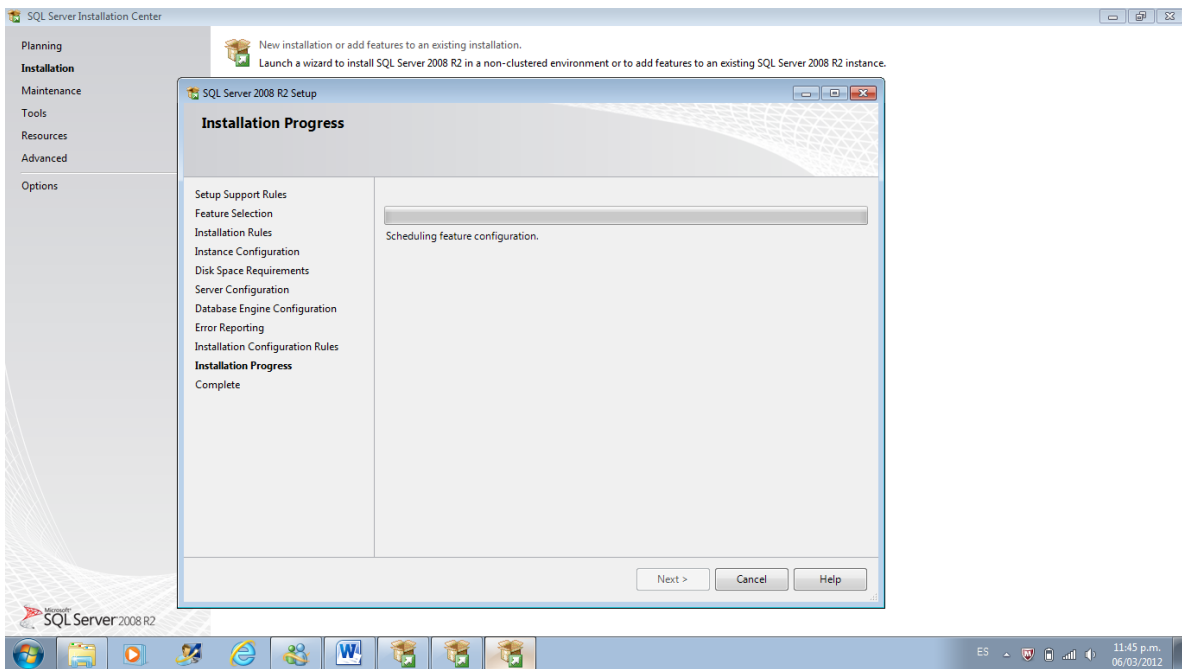 SQL Server Installation Center
Planning
Installation
Maintenance
Tools
Resources
Advanced
Options
New installation or add features to an existing installation.
Launch a wizard to install SQL Server 2008 R2 in a non-clustered environment or to add features to an existing SQL Server 2008 R2 instance.
SQL Server 2008 R2 Setup
Installation Progress
Setup Support Rules
Feature Selection
Installation Rules
Instance Configuration
Disk Space Requirements
Server Configuration
Database Engine Configuration
Error Reporting
Installation Configuration Rules
Installation Progress
Complete
Scheduling feature configuration.
Next >
Cancel
Help
Microsoft
SQL Server 2008 R2
W
ES
11:45 p.m.
06/03/2012